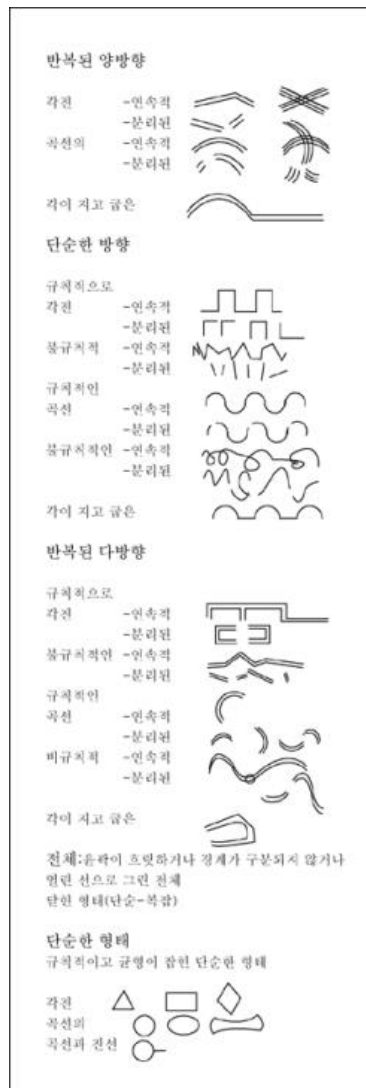 반복된 양방향
각진 -연속적
-분리된
곡선의 -연속적
-분리된
각이 지고 굽은
단순한 방향
규칙적으로
각진 -연속적
-분리된
불규칙적 -연속적
-분리된
규칙적인
곡선 -연속적
-분리된
불규칙적인 -연속적
-분리된
각이 지고 굽은
반복된 다방향
규칙적으로
각진 -연속적
-분리된
불규칙적인 -연속적
-분리된
규칙적인
곡선 -연속적
-분리된
비규칙적 -연속적
-분리된
각이 지고 굽은
전체:윤곽이 흐릿하거나 경계가 구분되지 않거나
열린 선으로 그린 전체
닫힌 형태(단순-복잡)
단순한 형태
규칙적이고 균형이 잡힌 단순한 형태
각진
곡선의
곡선과 직선